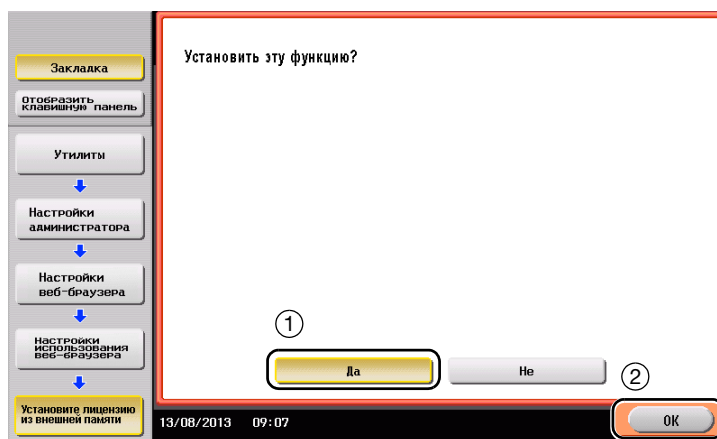 Закладка
Отобразить
клавишную панель
Утилиты
Настройки
администратора
Настройки
веб-браузера
Настройки
использования
веб-браузера
Установите лицензию
из внешней памяти
Установить эту функцию?
1
Да
Не
2
13/08/2013 09:07
OK